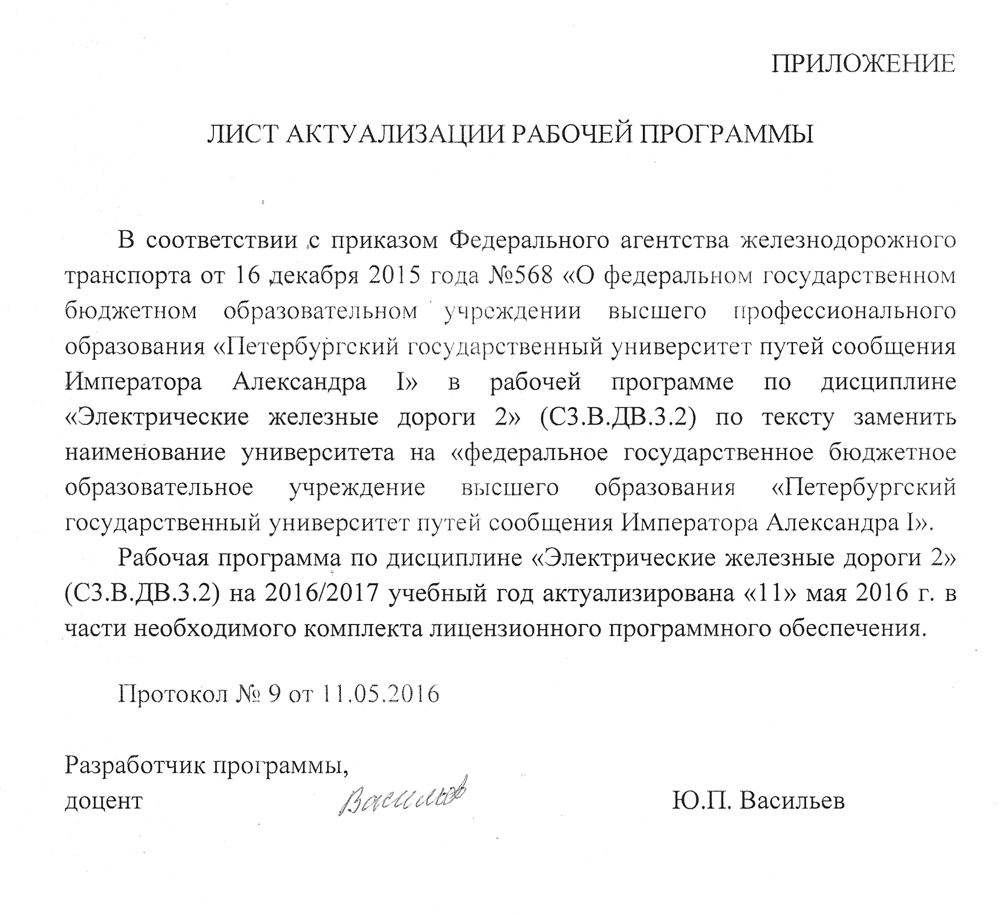 ПРИЛОЖЕНИЕ
ЛИСТ АКТУАЛИЗАЦИИ РАБОЧЕЙ ПРОГРАММЫ
В соответствии с приказом Федерального агентства железнодорожного
транспорта от 16 декабря 2015 года №568 «О федеральном государственном
бюджетном образовательном учреждении высшего профессионального
образования «Петербургский государственный университет путей сообщения
Императора Александра I» в рабочей программе по дисциплине
«Электрические железные дороги 2» (С3.В.ДВ.3.2) по тексту заменить
наименование университета на «федеральное государственное бюджетное
образовательное учреждение высшего образования «Петербургский
государственный университет путей сообщения Императора Александра I».
Рабочая программа по дисциплине «Электрические железные дороги 2»
(С3.В.ДВ.3.2) на 2016/2017 учебный год актуализирована «11» мая 2016 г. в
части необходимого комплекта лицензионного программного обеспечения.
Протокол № 9 от 11.05.2016
Разработчик программы,
доцент Васильев Ю.П. Васильев